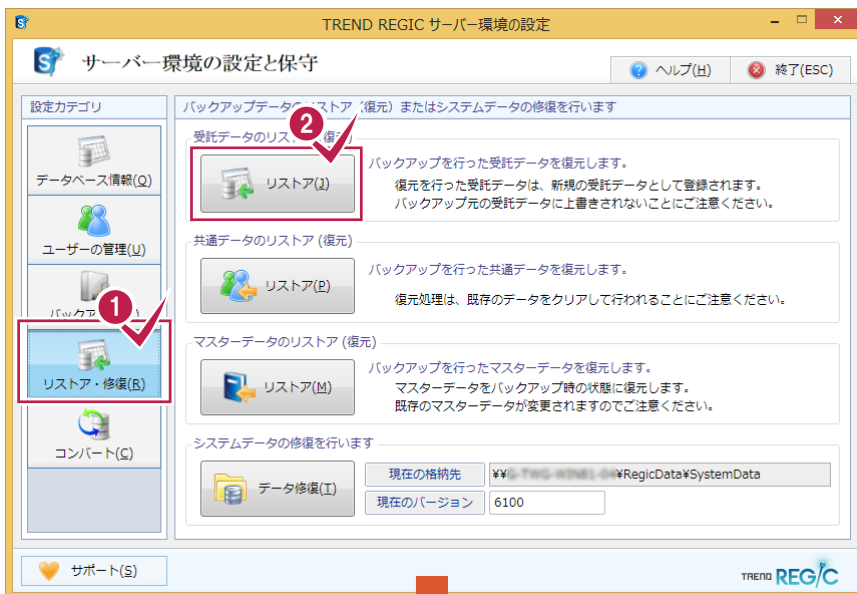 TREND REGIC サーバー環境の設定
サーバー環境の設定と保守
ヘルプ(H)
終了(ESC)
設定カテゴリ
データベース情報(Q)
ユーザーの管理(U)
バックア
1
リストア・修復(R)
コンバート(C)
バックアップデータのリストア (復元) またはシステムデータの修復を行います
2
受託データのリスト
リストア(J)
バックアップを行った受託データを復元します。
復元を行った受託データは、新規の受託データとして登録されます。
バックアップ元の受託データに上書きされないことにご注意ください。
共通データのリストア (復元)
リストア(P)
バックアップを行った共通データを復元します。
復元処理は、既存のデータをクリアして行われることにご注意ください。
マスターデータのリストア (復元)
リストア(M)
バックアップを行ったマスターデータを復元します。
マスターデータをバックアップ時の状態に復元します。
既存のマスターデータが変更されますのでご注意ください。
システムデータの修復を行います
データ修復(I)
現在の格納先
¥¥ ¥RegicData¥SystemData
現在のバージョン
6100
サポート(S)
TREND REGIC